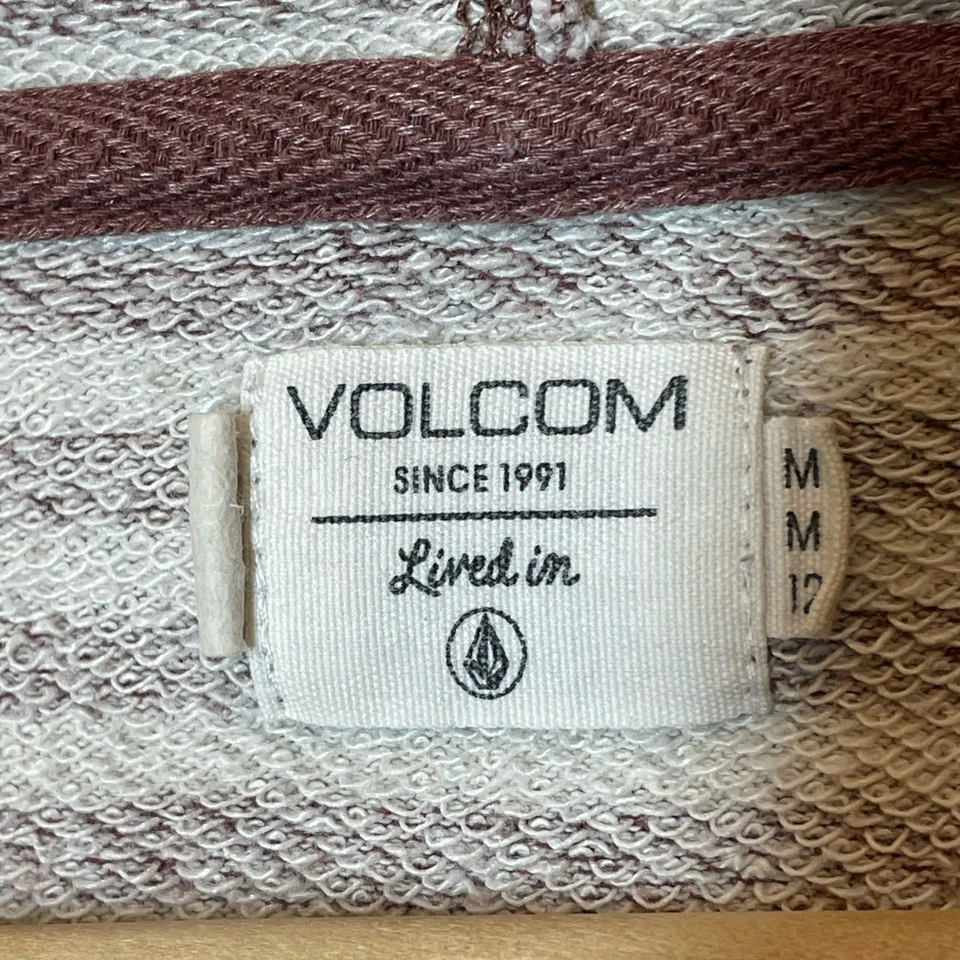 VOLCOM
SINCE 1991
Lived in
M
M
12